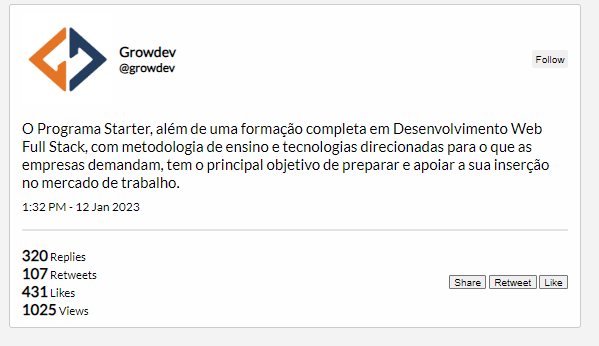 Growdev
@growdev
Follow
O Programa Starter, além de uma formação completa em Desenvolvimento Web
Full Stack, com metodologia de ensino e tecnologias direcionadas para o que as
empresas demandam, tem o principal objetivo de preparar e apoiar a sua inserção
no mercado de trabalho.
1:32 PM - 12 Jan 2023
320 Replies
107 Retweets
431 Likes
1025 Views
Share Retweet Like